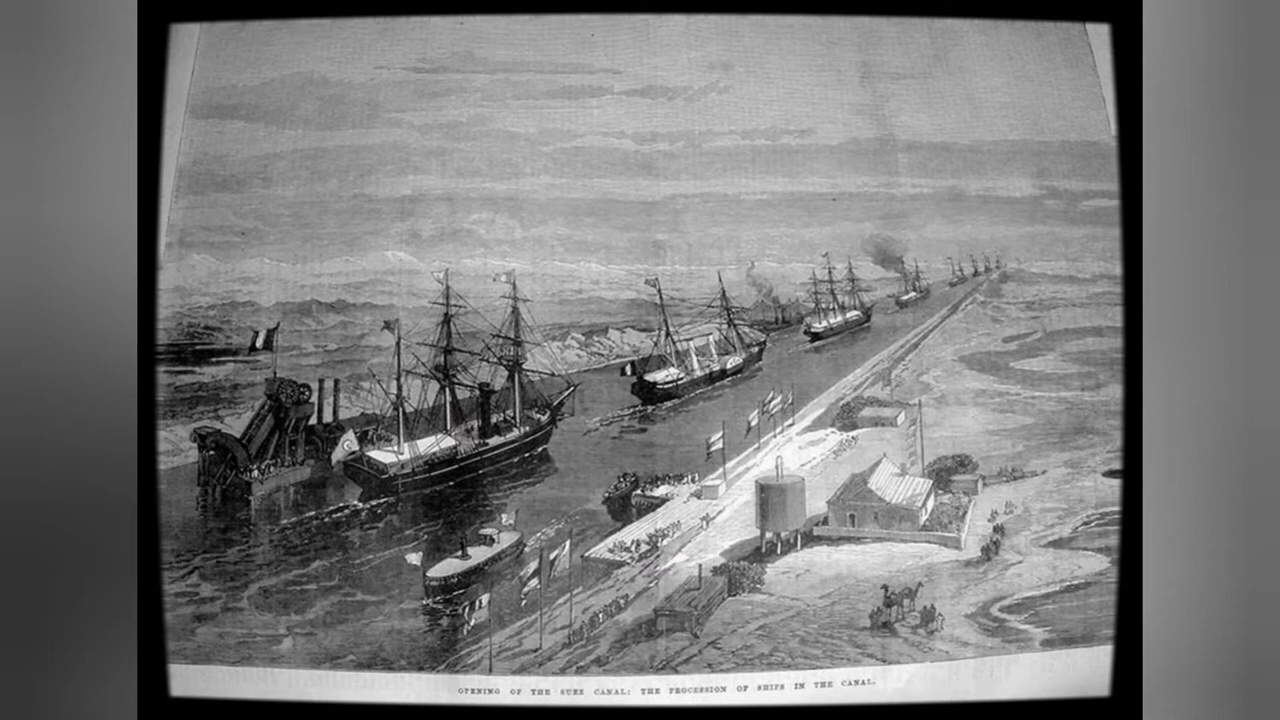 OPENING OF THE SUEZ CANAL: THE PROCESSION OF SHIPS IN THE CANAL.